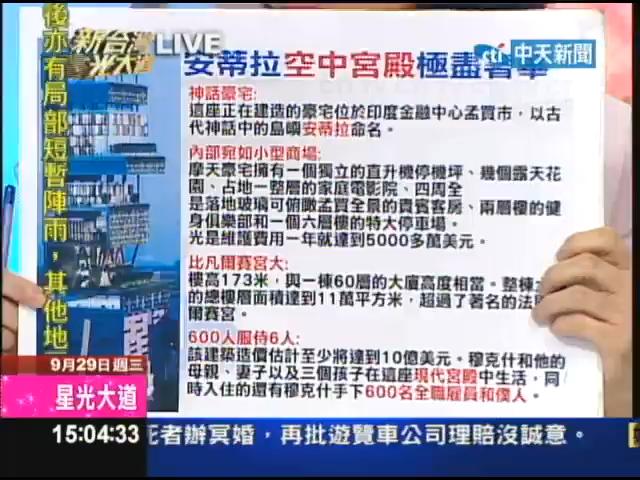 後亦有局部短暫陣雨，其他地
新台灣
星光大道
LIVE
cti 中天新聞
安蒂拉空中宮殿極盡奢華
神話豪宅:
這座正在建造的豪宅位於印度金融中心孟買市，以古
代神話中的島嶼安蒂拉命名。
內部宛如小型商場:
摩天豪宅擁有一個獨立的直升機停機坪、幾個露天花
園、占地一整層的家庭電影院、四周全
是落地玻璃可俯瞰孟買全景的貴賓客房、兩層樓的健
身俱樂部和一個六層樓的特大停車場。
光是維護費用一年就達到5000多萬美元。
比凡爾賽宮大:
樓高173米，與一棟60層的大廈高度相當。整棟
的總樓層面積達到11萬平方米，超過了著名的法
爾賽宮。
600人服侍6人:
該建築造價估計至少將達到10億美元。穆克什和他的
母親、妻子以及三個孩子在這座現代宮殿中生活，同
時入住的還有穆克什手下600名全職雇員和僕人。
9月29日週三
星光大道
15:04:33
死者辦冥婚，再批遊覽車公司理賠沒誠意。